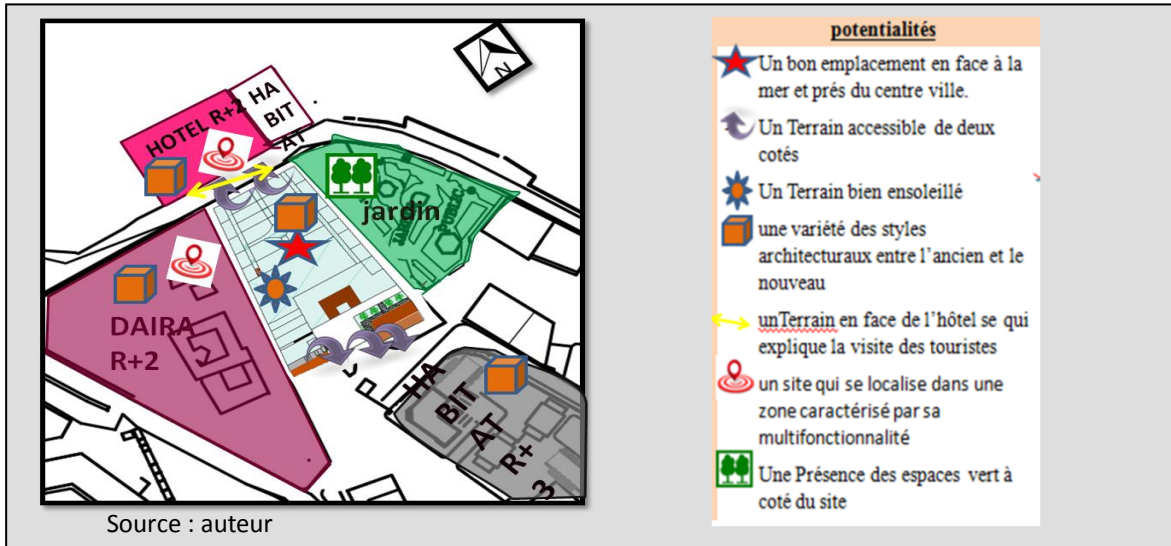 N
HOTEL R+2
HA
BIT
AT
jardin
JARDIN
PUBLIC
DAIRA
R+2
HA
BIT
AT
R+
3
Source : auteur
potentialités
Un bon emplacement en face à la
mer et prés du centre ville.
Un Terrain accessible de deux
cotés
Un Terrain bien ensoleillé
une variété des styles
architecturaux entre l’ancien et le
nouveau
unTerrain en face de l’hôtel se qui
explique la visite des touristes
un site qui se localise dans une
zone caractérisé par sa
multifonctionnalité
Une Présence des espaces vert à
coté du site